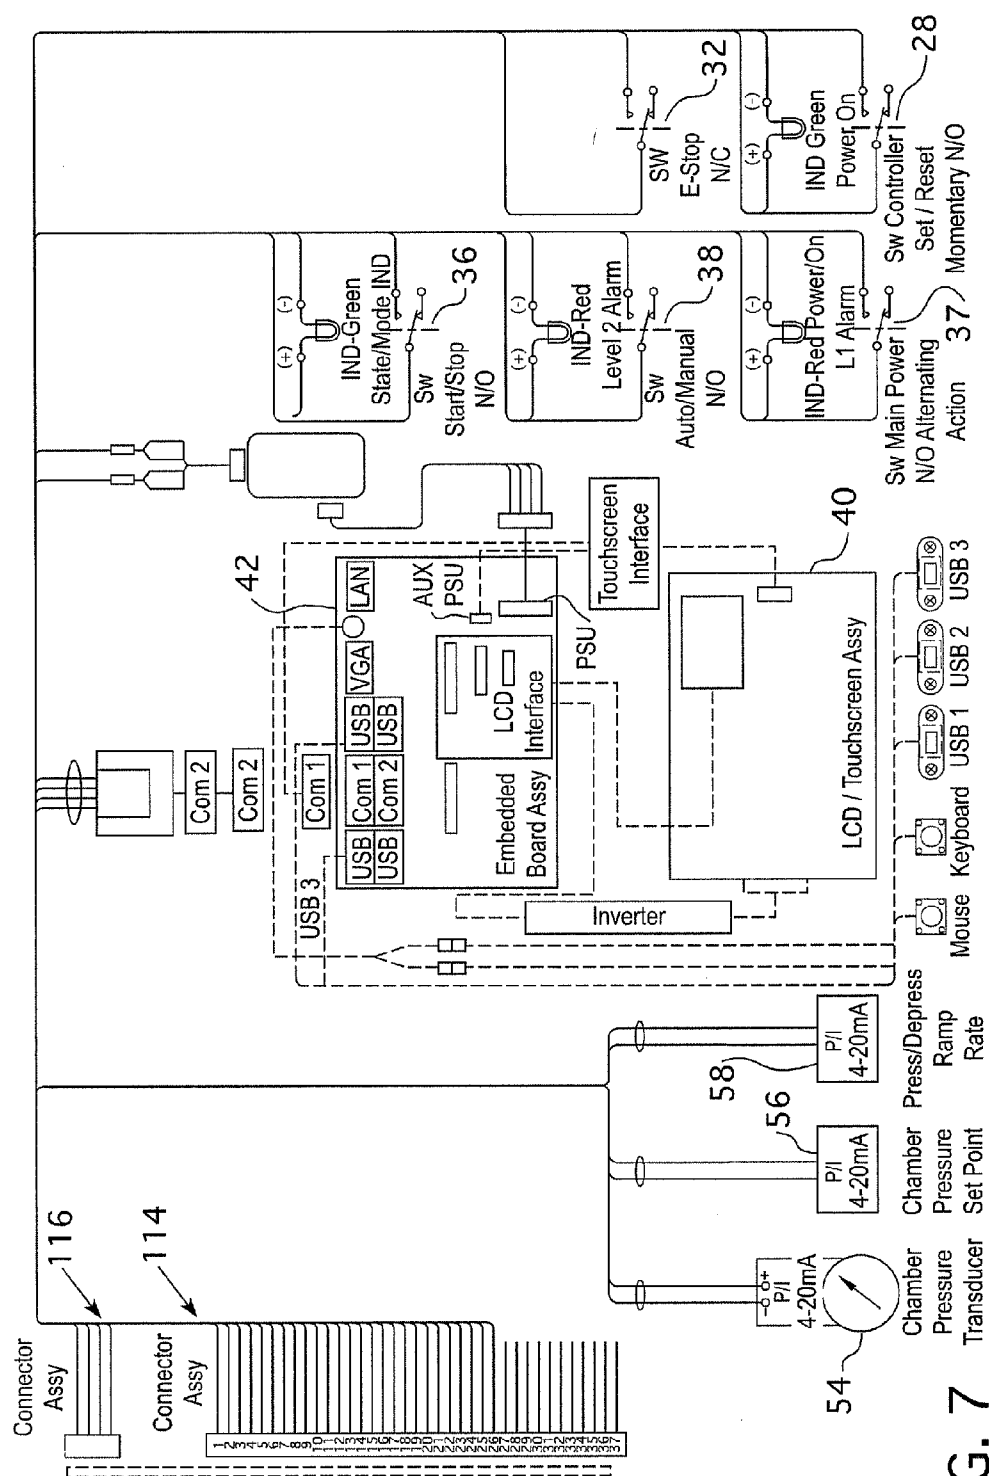 Connector
Assy
116
Connector
Assy
114
1
2
3
4
5
6
7
8
9
10
11
12
13
14
15
16
17
18
19
20
21
22
23
24
25
26
27
28
29
30
31
32
33
34
35
36
37
54
P/I
4-20mA
+
−
Chamber
Pressure
Transducer
56
P/I
4-20mA
Chamber
Pressure
Set Point
58
P/I
4-20mA
Press/Depress
Ramp
Rate
Com 2
Com 2
Com 1
USB 3
42
USB
USB
Com 1
Com 2
USB
USB
VGA
LAN
Embedded
Board Assy
LCD
Interface
AUX
PSU
PSU
Inverter
Touchscreen
Interface
40
LCD / Touchscreen Assy
Mouse
Keyboard
USB 1
USB 2
USB 3
(+)
(-)
IND-Green
State/Mode IND
Sw
Start/Stop
N/O
36
(+)
(-)
IND-Red
Level 2 Alarm
Sw
Auto/Manual
N/O
38
(+)
(-)
IND-Red Power/On
L1 Alarm
Sw Main Power
N/O Alternating
Action
37
SW
E-Stop
N/C
32
(+)
(-)
IND Green
Power On
Sw Controller
Set / Reset
Momentary N/O
28
G. 7